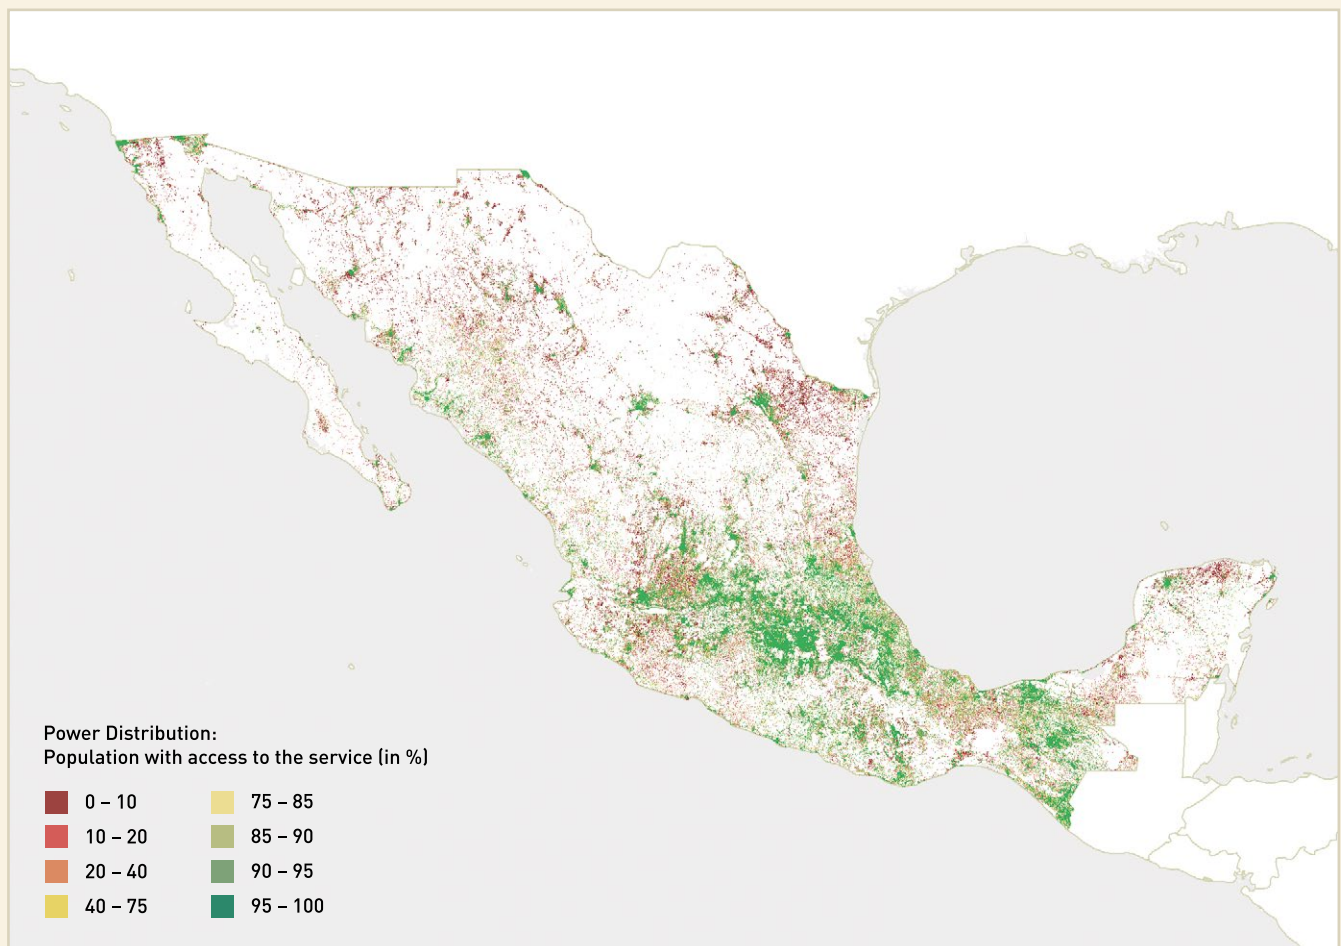 Power Distribution:
Population with access to the service (in %)
0 – 10
10 – 20
20 – 40
40 – 75
75 – 85
85 – 90
90 – 95
95 – 100